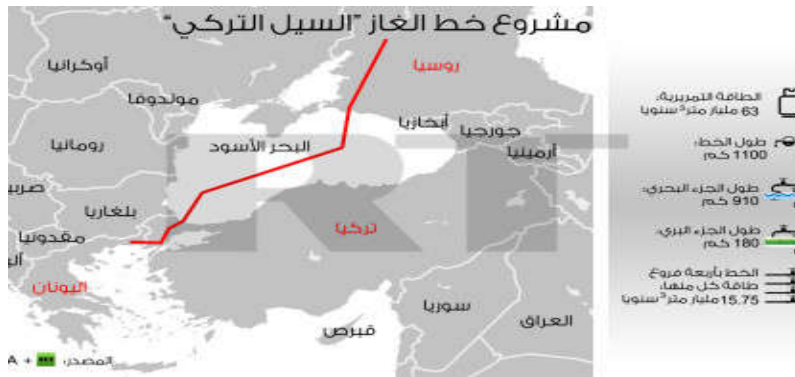 مشروع خط الغاز "السيل التركي"
أوكرانيا
روسيا
مولدوفا
رومانيا
البحر الأسود
أبخازيا
جورجيا
أرمينيا
بلغاريا
مقدونيا
تركيا
اليونان
سوريا
قبرص
العراق
المصدر:
RT
الطاقة التمريرية:
63 مليار متر³ سنويا
طول الخط:
1100 كم
طول الجزء البحري:
910 كم
طول الجزء البري:
180 كم
الخط بأربعة فروع
طاقة كل منها:
15.75 مليار متر³ سنويا